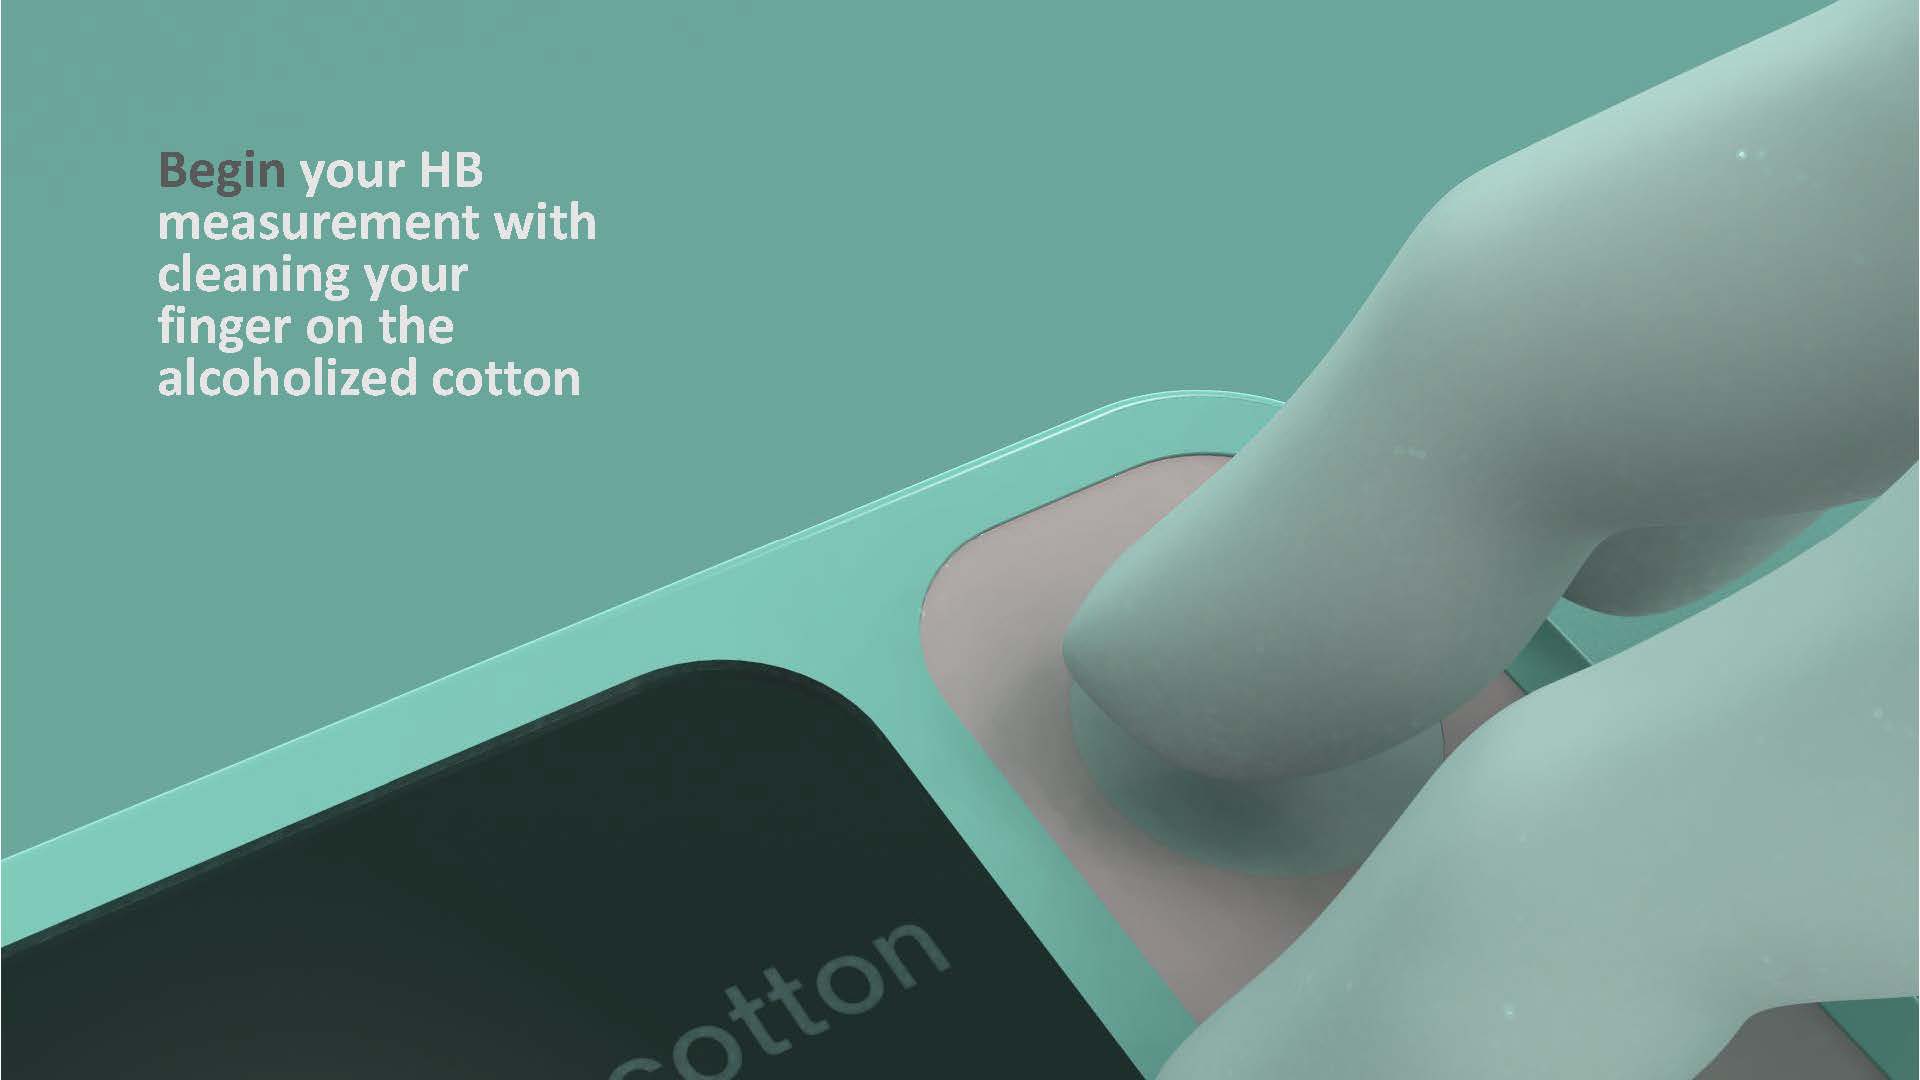 Begin your HB
measurement with
cleaning your
finger on the
alcoholized cotton
cotton